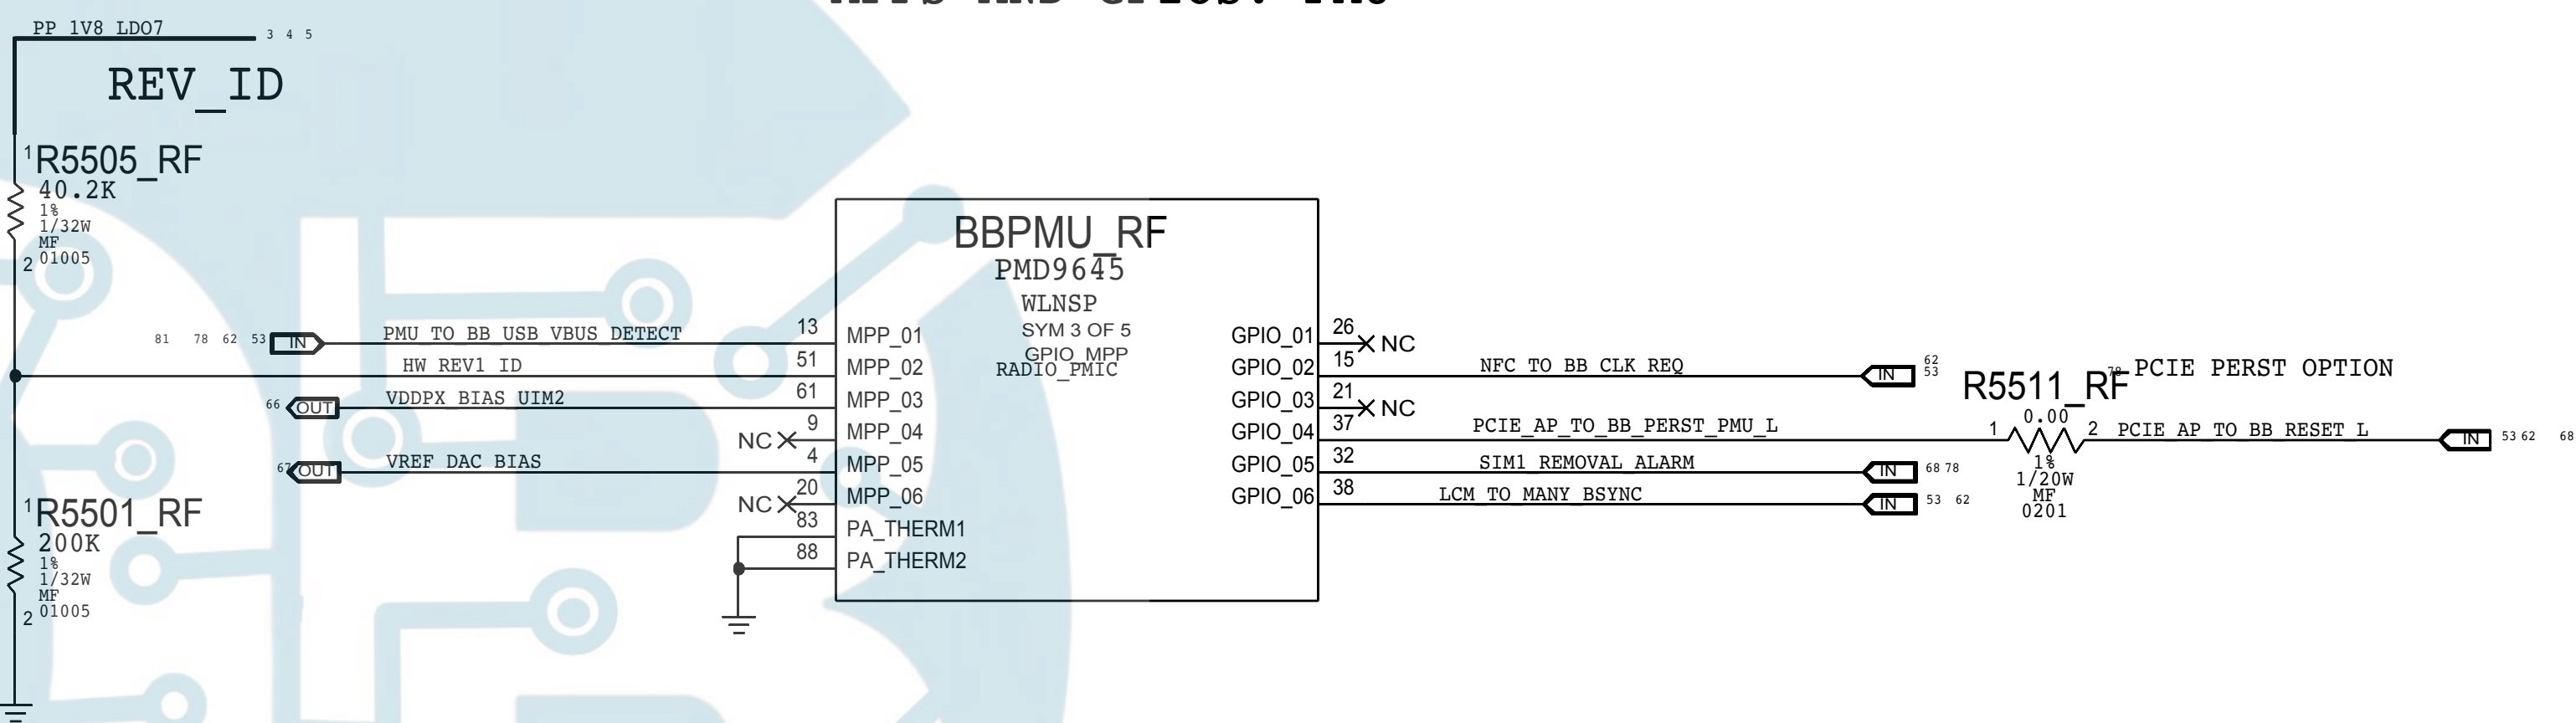 PP_1V8_LDO7 3 4 5
REV_ID
1 R5505_RF
40.2K
1%
1/32W
MF
01005
2
81 78 62 53 IN PMU_TO_BB_USB_VBUS_DETECT 13 MPP_01
HW_REV1_ID 51 MPP_02
66 OUT VDDPX_BIAS_UIM2 61 MPP_03
NC 9 MPP_04
67 OUT VREF_DAC_BIAS 4 MPP_05
NC 20 MPP_06
83 PA_THERM1
88 PA_THERM2
1 R5501_RF
200K
1%
1/32W
MF
01005
2
BBPMU_RF
PMD9645
WLNSP
SYM 3 OF 5
GPIO_MPP
RADIO_PMIC
GPIO_01 26 NC
GPIO_02 15 NFC_TO_BB_CLK_REQ IN 62 53
GPIO_03 21 NC
GPIO_04 37 PCIE_AP_TO_BB_PERST_PMU_L
GPIO_05 32 SIM1_REMOVAL_ALARM IN 68 78
GPIO_06 38 LCM_TO_MANY_BSYNC IN 53 62
78 PCIE PERST OPTION
R5511_RF
0.00
1 2 PCIE_AP_TO_BB_RESET_L IN 53 62 68
1%
1/20W
MF
0201